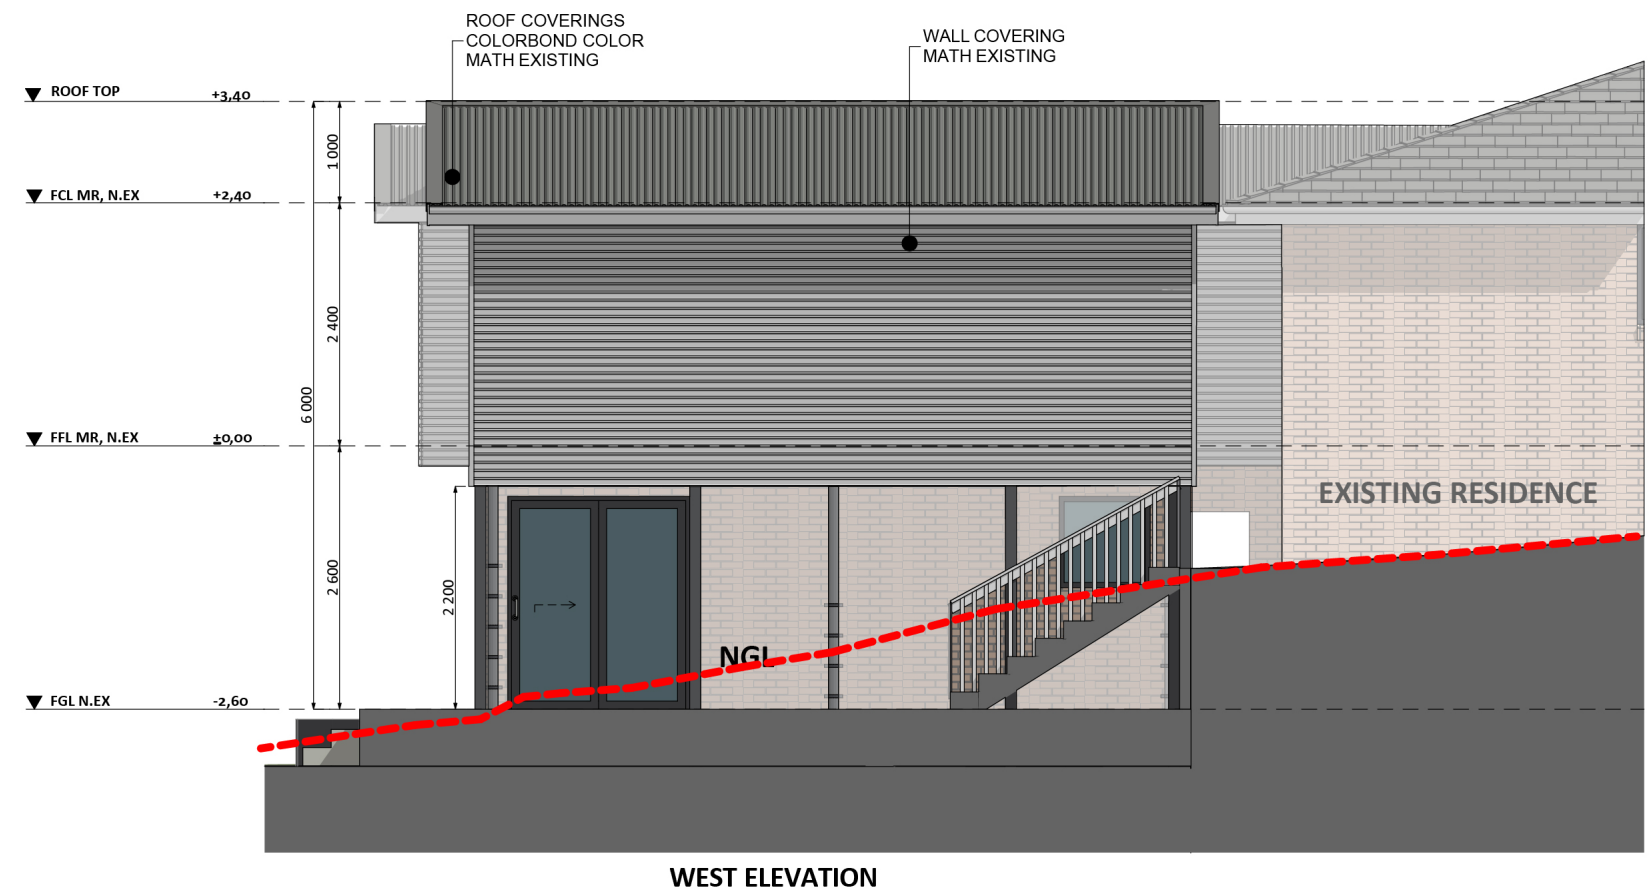 ROOF COVERINGS
COLORBOND COLOR
MATH EXISTING
WALL COVERING
MATH EXISTING
ROOF TOP +3,40
1 000
FCL MR, N.EX +2,40
2 400
6 000
FFL MR, N.EX ±0,00
EXISTING RESIDENCE
2 600
2 200
NGL
FGL N.EX -2,60
WEST ELEVATION